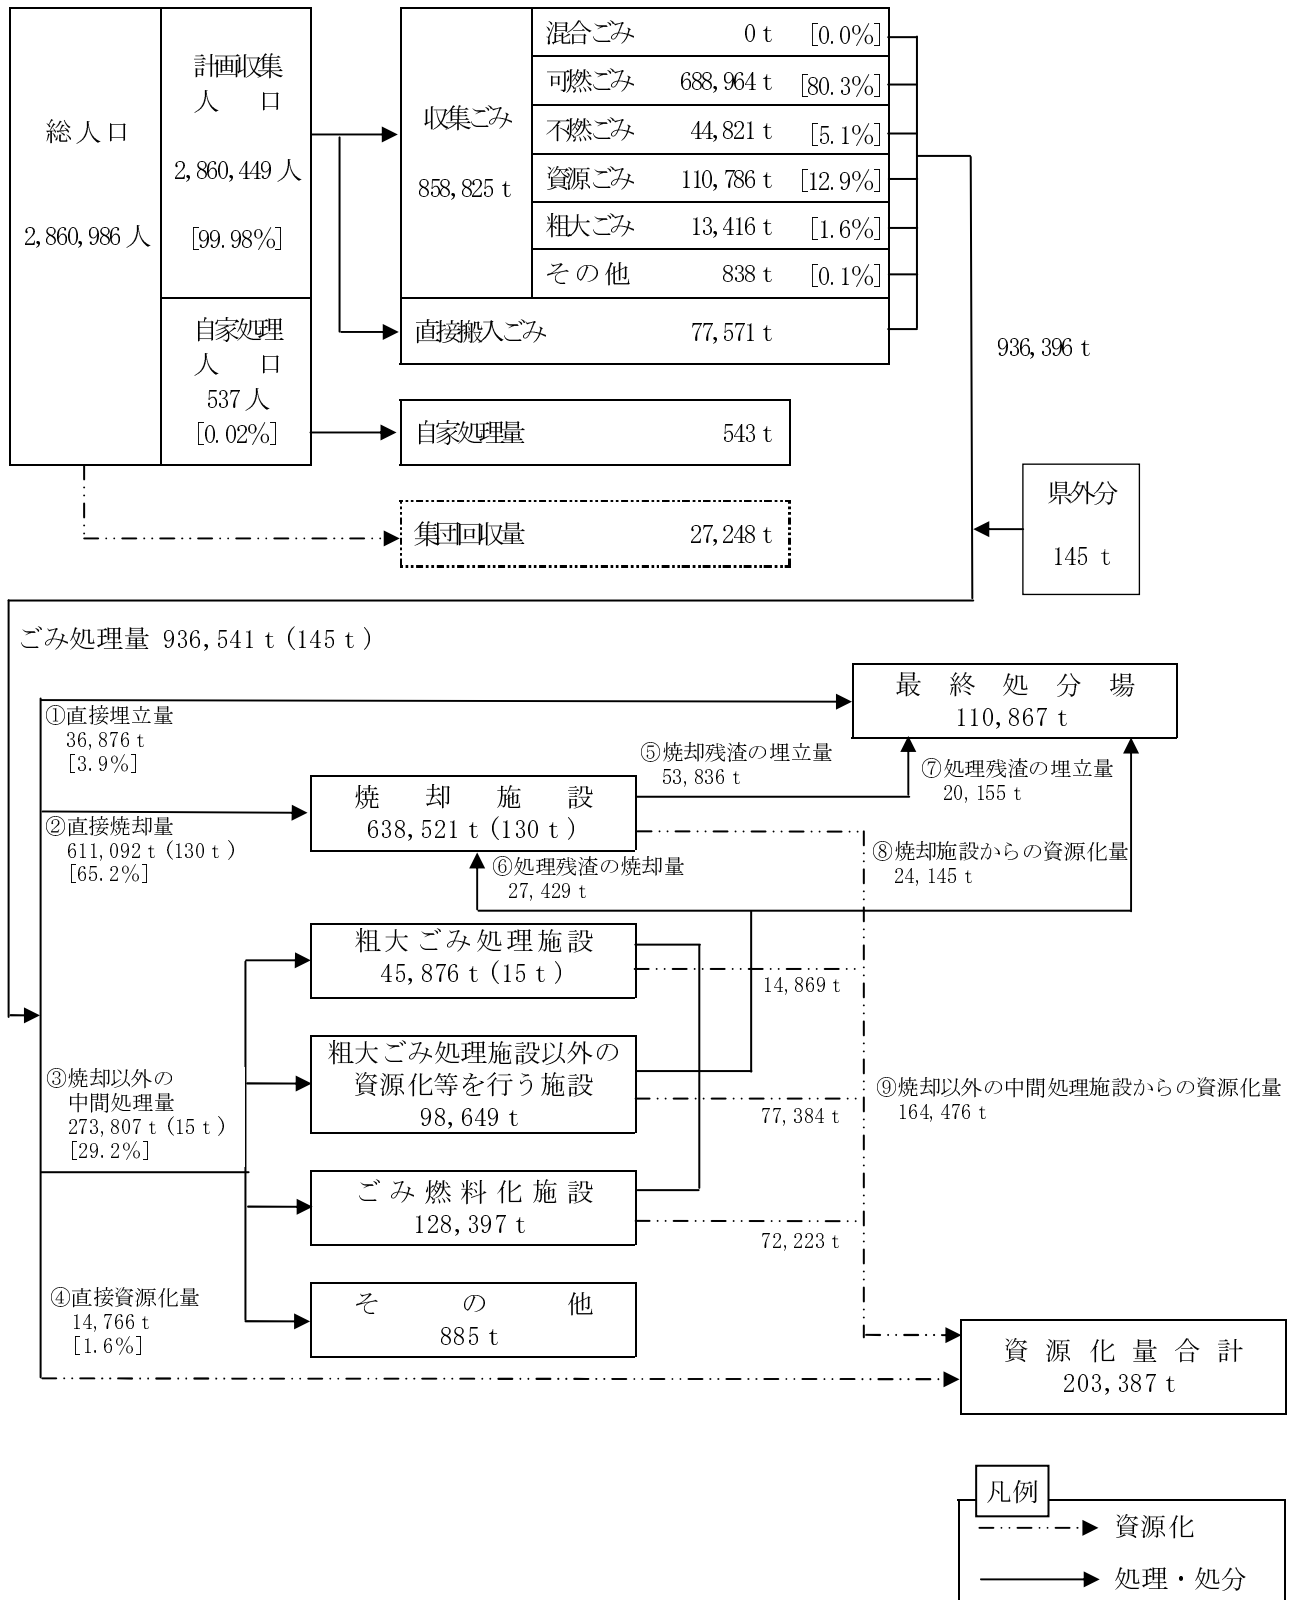 総人口
2,860,986 人
計画収集
人 口
2,860,449 人
[99.98%]
自家処理
人 口
537 人
[0.02%]
収集ごみ
858,825 t
混合ごみ 0 t [0.0%]
可燃ごみ 688,964 t [80.3%]
不燃ごみ 44,821 t [5.1%]
資源ごみ 110,786 t [12.9%]
粗大ごみ 13,416 t [1.6%]
その他 838 t [0.1%]
直接搬入ごみ 77,571 t
936,396 t
自家処理量 543 t
集団回収量 27,248 t
県外分
145 t
ごみ処理量 936,541 t (145 t)
最終処分場
110,867 t
①直接埋立量
36,876 t
[3.9%]
⑤焼却残渣の埋立量
53,836 t
⑦処理残渣の埋立量
20,155 t
焼却施設
638,521 t (130 t)
②直接焼却量
611,092 t (130 t)
[65.2%]
⑥処理残渣の焼却量
27,429 t
⑧焼却施設からの資源化量
24,145 t
粗大ごみ処理施設
45,876 t (15 t)
14,869 t
粗大ごみ処理施設以外の
資源化等を行う施設
98,649 t
77,384 t
③焼却以外の
中間処理量
273,807 t (15 t)
[29.2%]
⑨焼却以外の中間処理施設からの資源化量
164,476 t
ごみ燃料化施設
128,397 t
72,223 t
その他
885 t
④直接資源化量
14,766 t
[1.6%]
資源化量合計
203,387 t
凡例
資源化
処理・処分